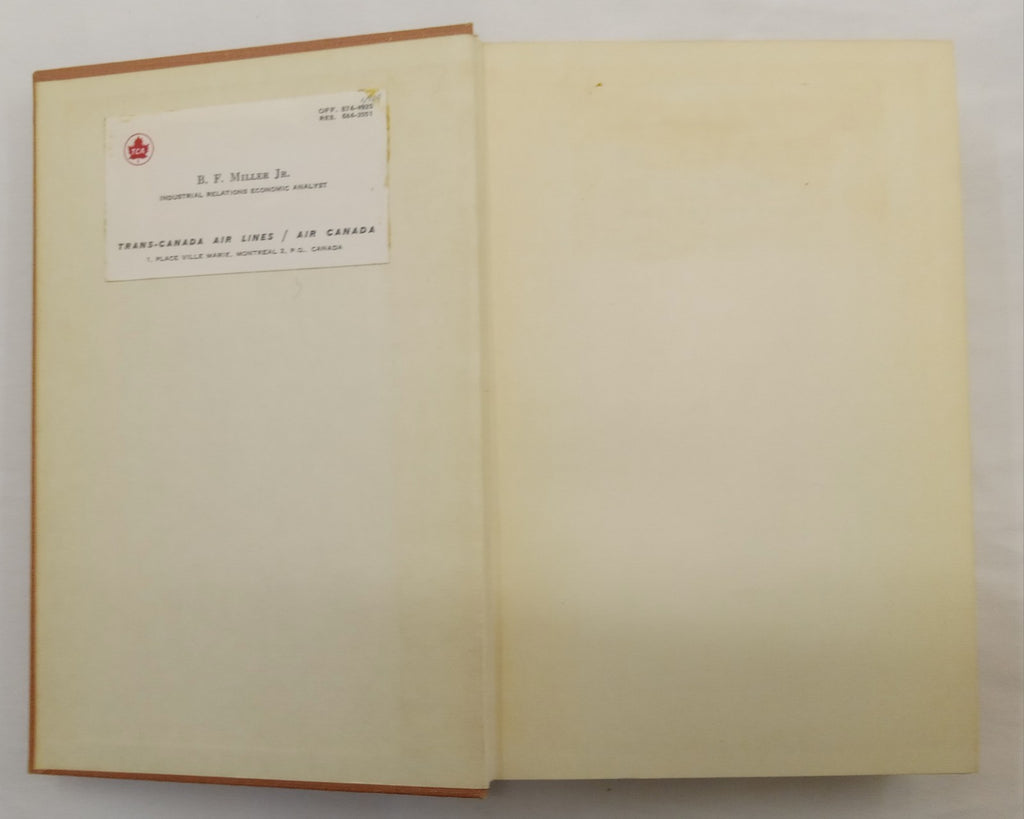 OFF. 874-4925
RES. 666-3551
TCA
B. F. MILLER JR.
INDUSTRIAL RELATIONS ECONOMIC ANALYST
TRANS-CANADA AIR LINES / AIR CANADA
1, PLACE VILLE MARIE, MONTREAL 2, P.Q., CANADA